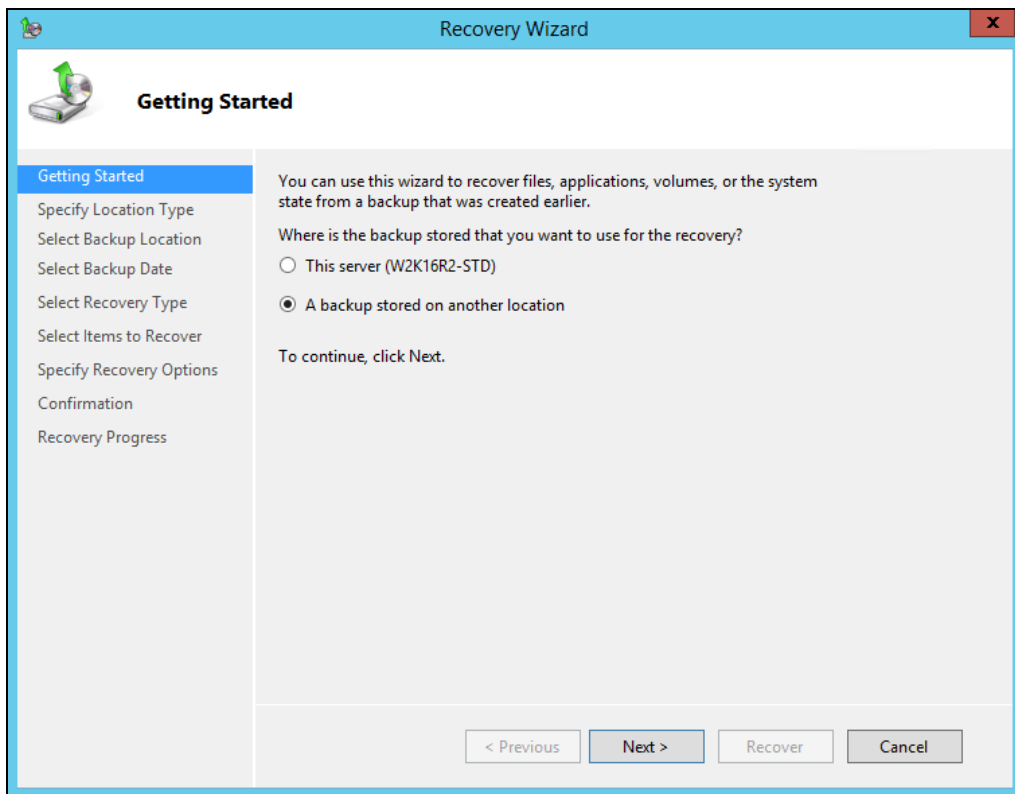 Recovery Wizard
x
Getting Started
Getting Started
Specify Location Type
Select Backup Location
Select Backup Date
Select Recovery Type
Select Items to Recover
Specify Recovery Options
Confirmation
Recovery Progress
You can use this wizard to recover files, applications, volumes, or the system
state from a backup that was created earlier.
Where is the backup stored that you want to use for the recovery?
This server (W2K16R2-STD)
A backup stored on another location
To continue, click Next.
< Previous
Next >
Recover
Cancel